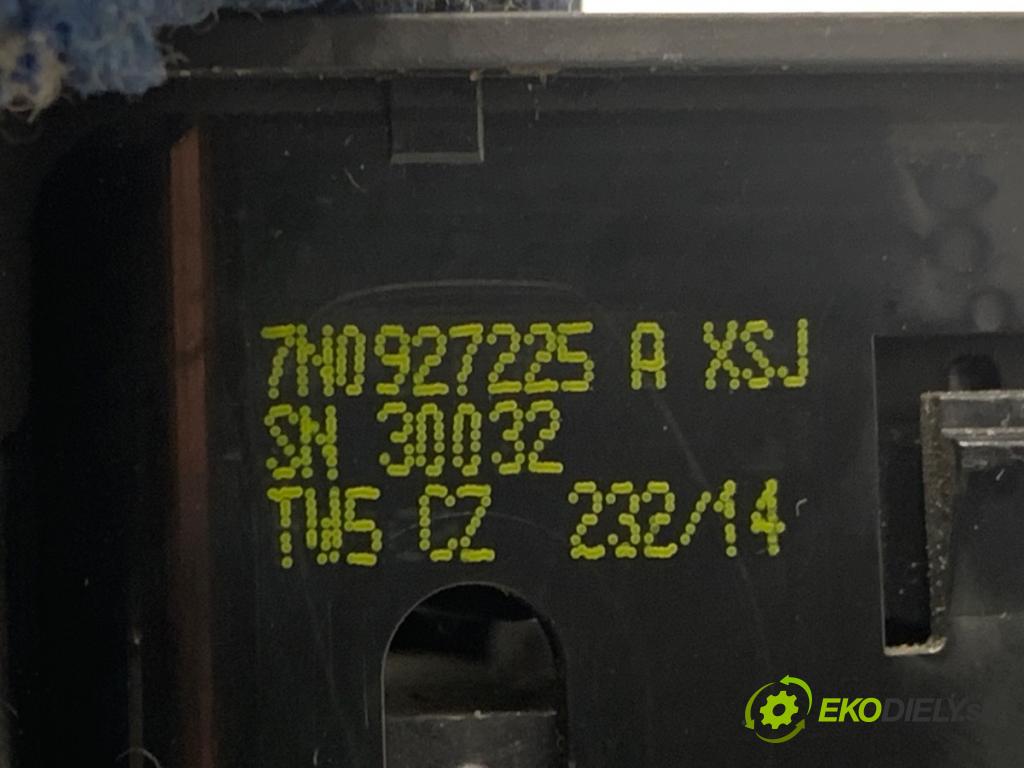 7N0927225 A XSJ
SN 30032
TW5 CZ 232/14
EKODIELY.s